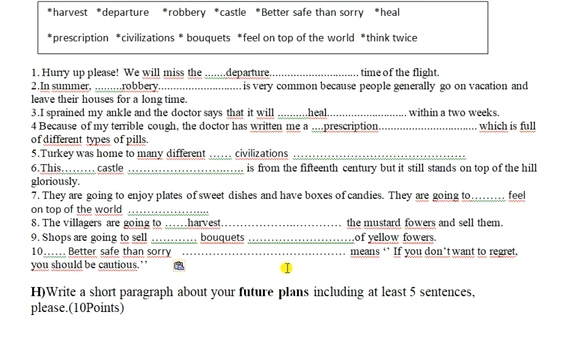 *harvest *departure *robbery *castle *Better safe than sorry *heal
*prescription *civilizations * bouquets *feel on top of the world *think twice
1. Hurry up please! We will miss the .......departure.............................. time of the flight.
2.In summer, .........robbery............................ is very common because people generally go on vacation and
leave their houses for a long time.
3.I sprained my ankle and the doctor says that it will .........heal........................... within a two weeks.
4 Because of my terrible cough, the doctor has written me a ....prescription.................................. which is full
of different types of pills.
5.Turkey was home to many different ...... civilizations ..........................................................
6.This......... castle ....................................... is from the fifteenth century but it still stands on top of the hill
gloriously.
7. They are going to enjoy plates of sweet dishes and have boxes of candies. They are going to......... feel
on top of the world ...........................
8. The villagers are going to ......harvest......................................... the mustard fowers and sell them.
9. Shops are going to sell ............ bouquets ....................................of yellow fowers.
10...... Better safe than sorry ...................................................... means ‘‘ If you don’t want to regret,
you should be cautious.’’
H)Write a short paragraph about your future plans including at least 5 sentences,
please.(10Points)